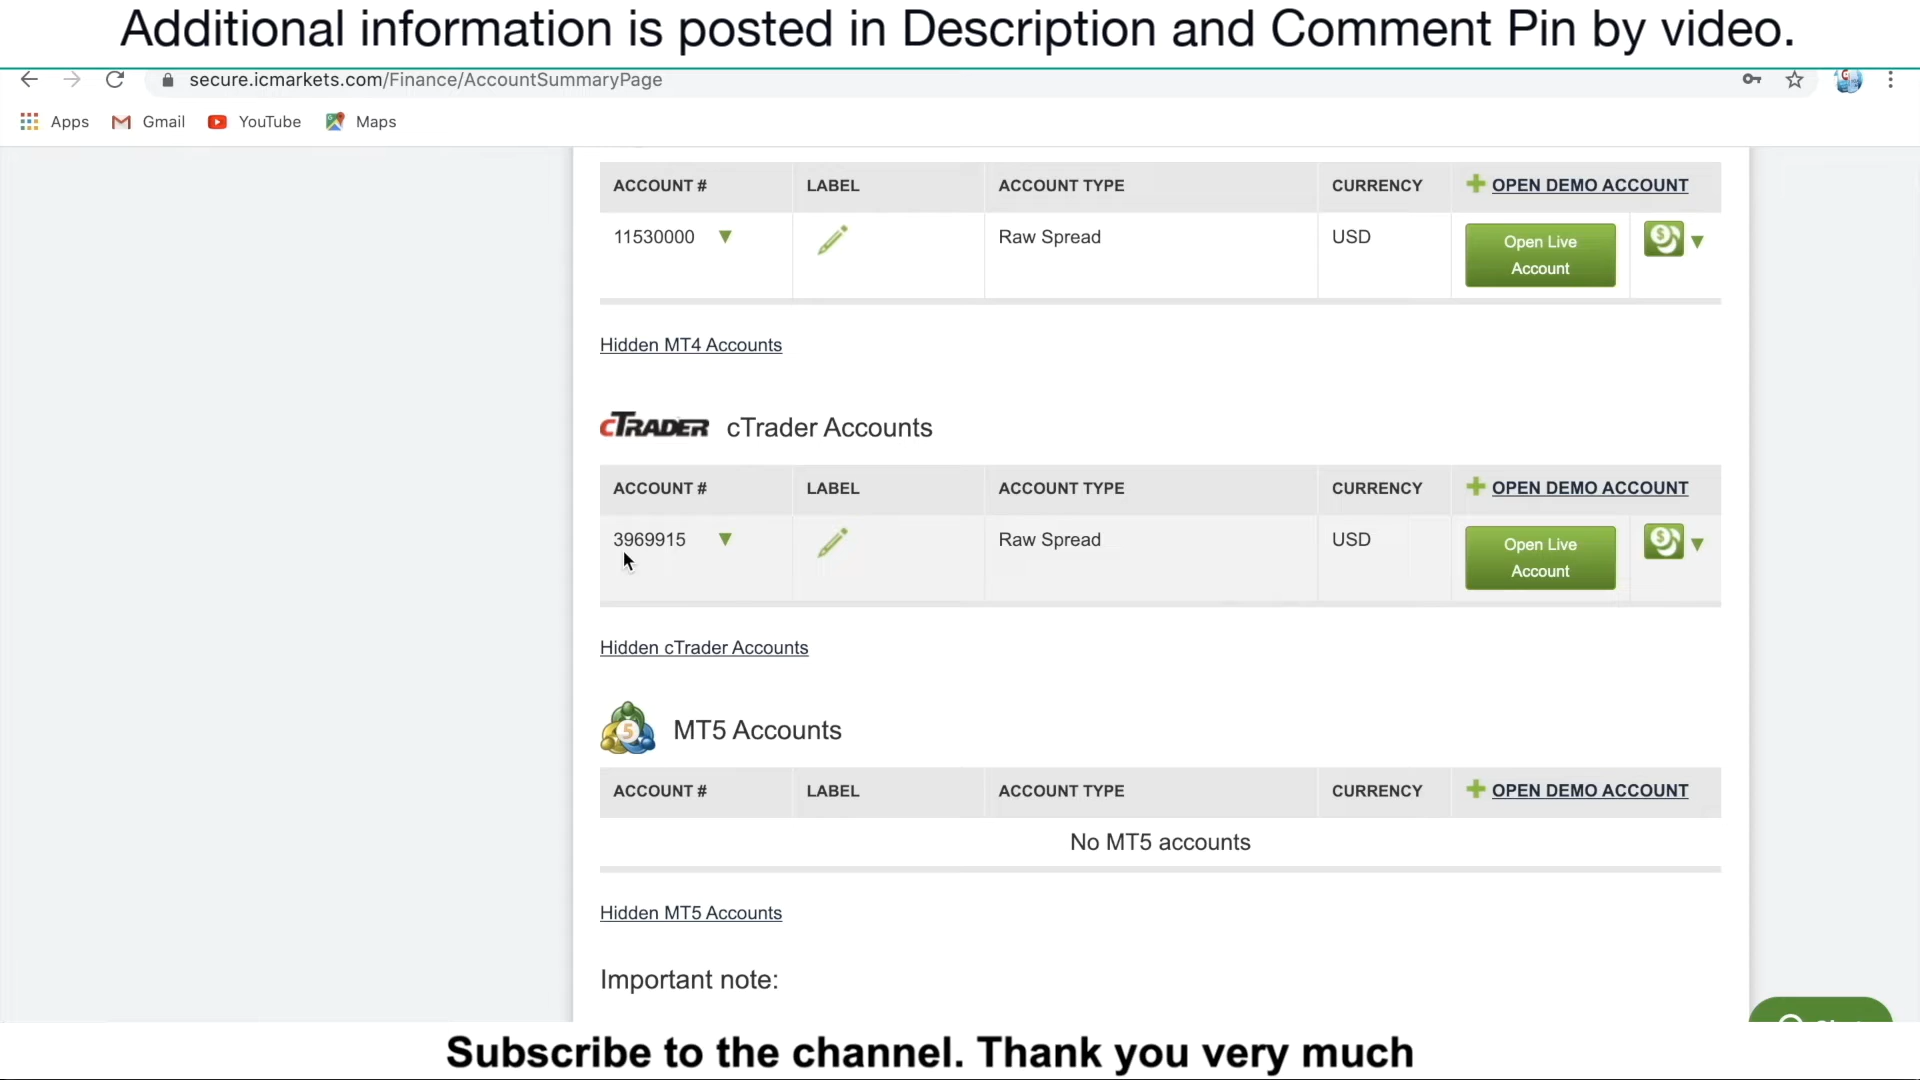 Additional information is posted in Description and Comment Pin by video.
secure.icmarkets.com/Finance/AccountSummaryPage
Apps Gmail YouTube Maps
ACCOUNT # LABEL ACCOUNT TYPE CURRENCY OPEN DEMO ACCOUNT
11530000 Raw Spread USD Open Live
Account
Hidden MT4 Accounts
cTRADER cTrader Accounts
ACCOUNT # LABEL ACCOUNT TYPE CURRENCY OPEN DEMO ACCOUNT
3969915 Raw Spread USD Open Live
Account
Hidden cTrader Accounts
5 MT5 Accounts
ACCOUNT # LABEL ACCOUNT TYPE CURRENCY OPEN DEMO ACCOUNT
No MT5 accounts
Hidden MT5 Accounts
Important note:
Subscribe to the channel. Thank you very much